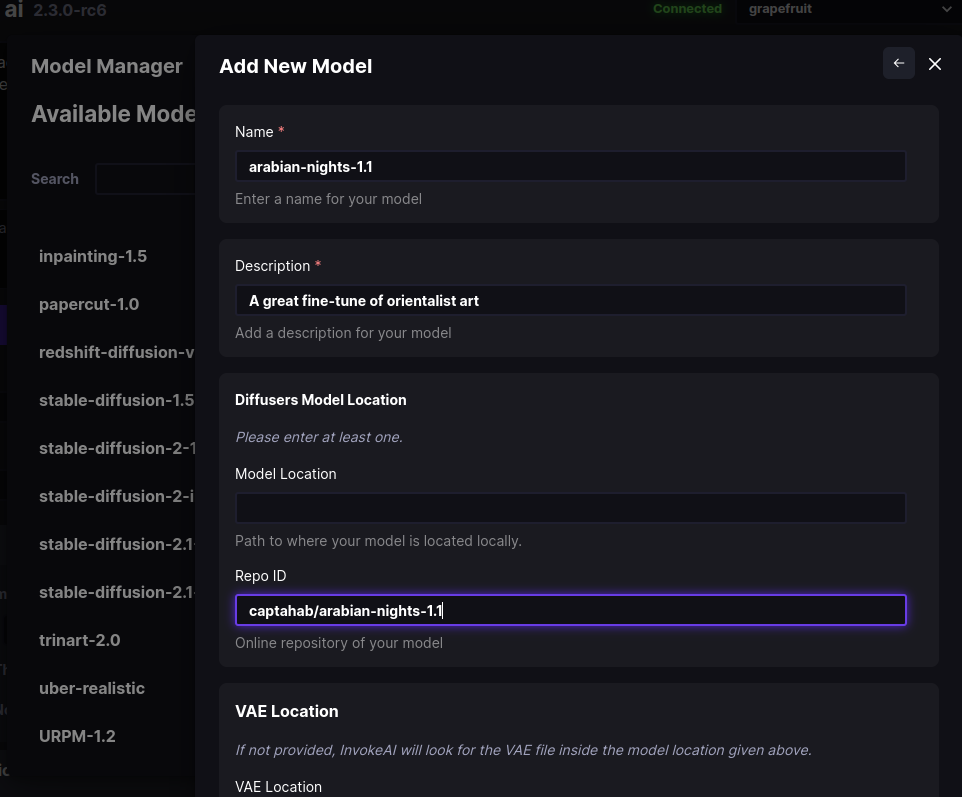 ai 2.3.0-rc6
Connected
grapefruit
Model Manager
Available Mode
Search
inpainting-1.5
papercut-1.0
redshift-diffusion-v
stable-diffusion-1.5
stable-diffusion-2-1
stable-diffusion-2-i
stable-diffusion-2.1-
stable-diffusion-2.1-
trinart-2.0
uber-realistic
URPM-1.2
Add New Model
Name *
arabian-nights-1.1
Enter a name for your model
Description *
A great fine-tune of orientalist art
Add a description for your model
Diffusers Model Location
Please enter at least one.
Model Location
Path to where your model is located locally.
Repo ID
captahab/arabian-nights-1.1
Online repository of your model
VAE Location
If not provided, InvokeAI will look for the VAE file inside the model location given above.
VAE Location